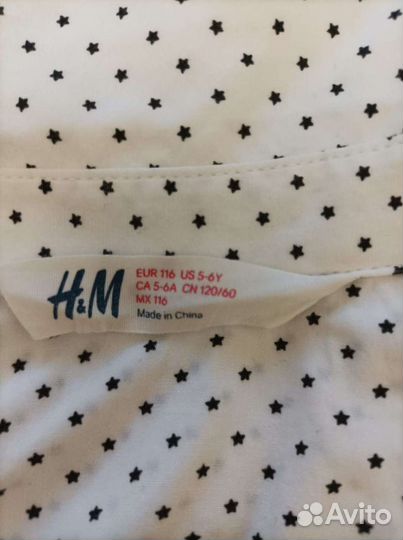 H&M
EUR 116 US 5-6Y
CA 5-6A CN 120/60
MX 116
Made in China
Avito